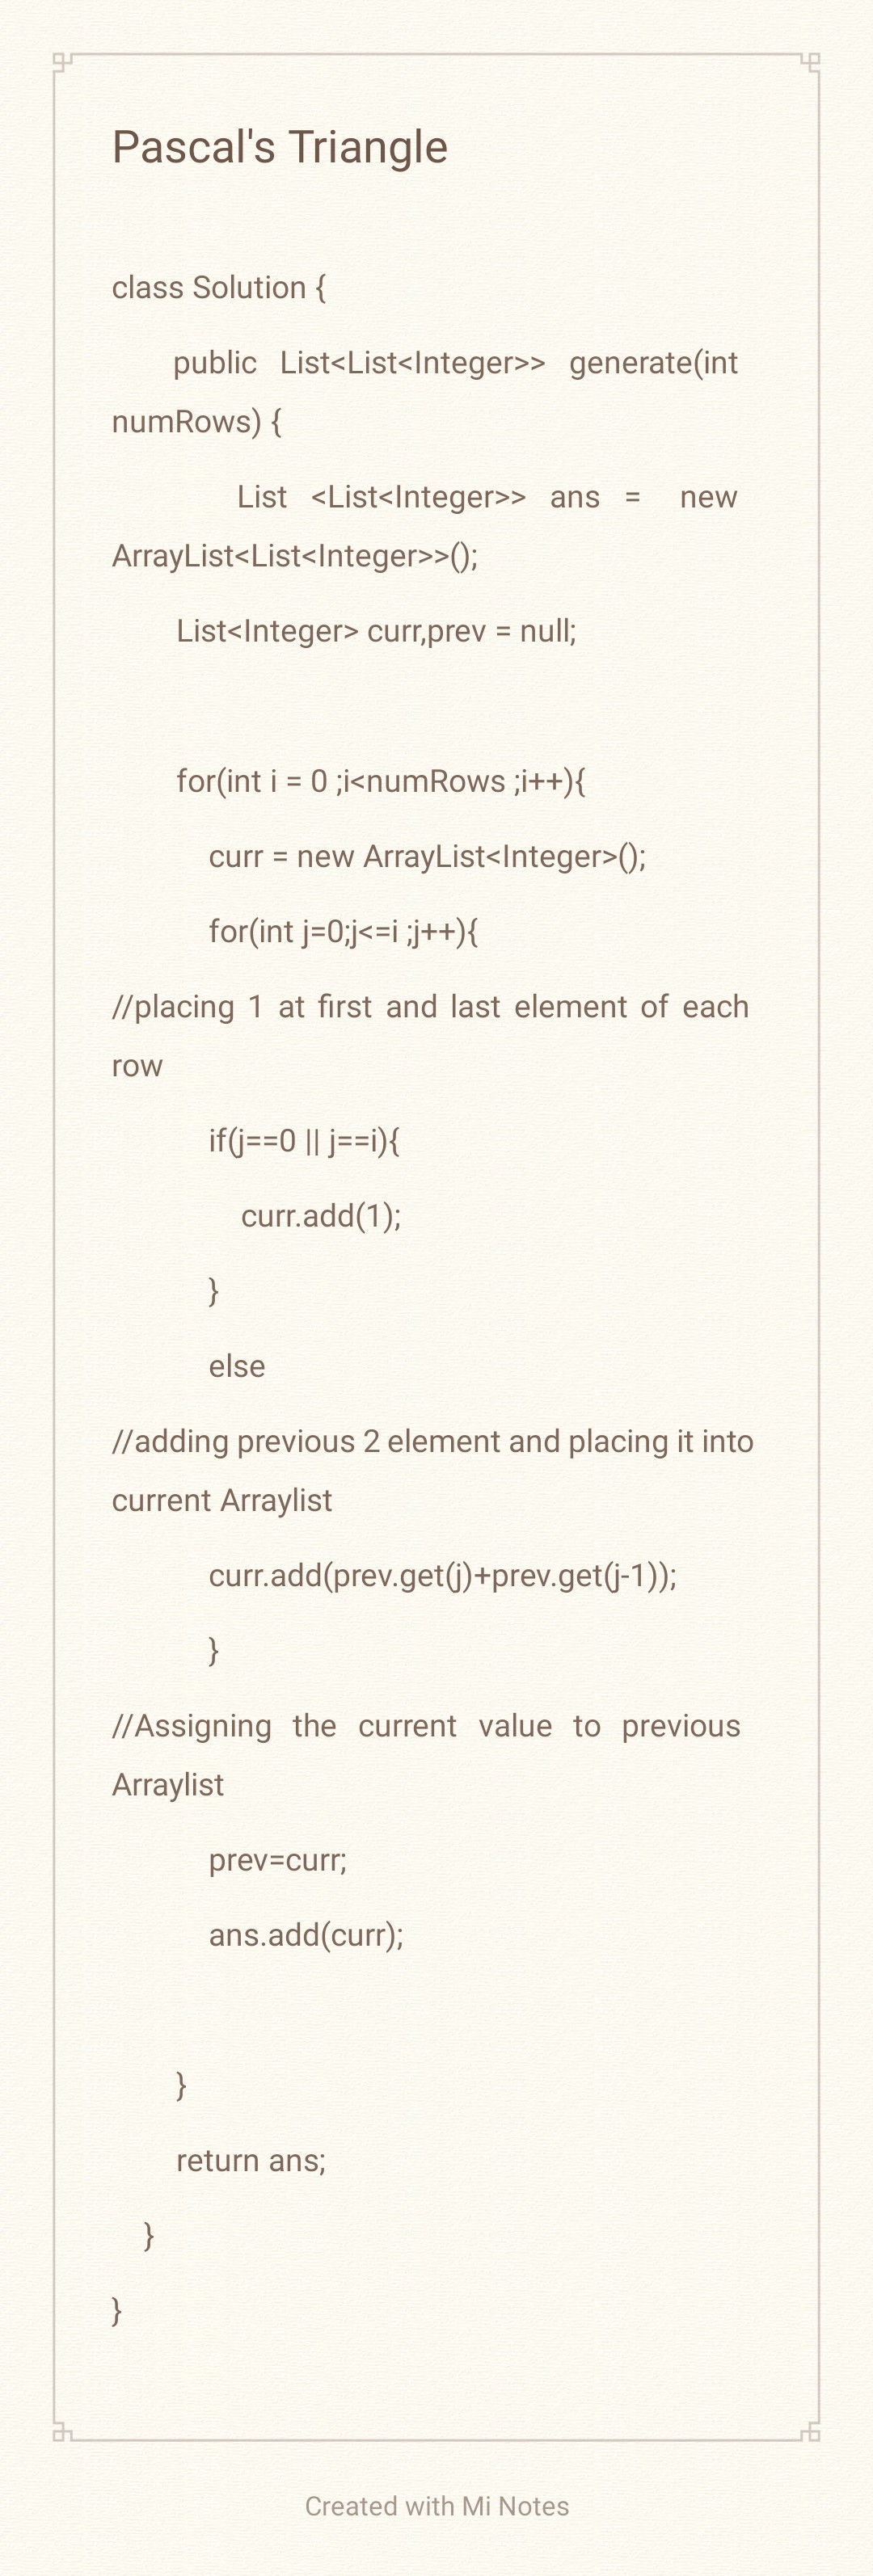 Pascal's Triangle
class Solution {
public List<List<Integer>> generate(int
numRows) {
List <List<Integer>> ans = new
ArrayList<List<Integer>>();
List<Integer> curr,prev = null;
for(int i = 0 ;i<numRows ;i++){
curr = new ArrayList<Integer>();
for(int j=0;j<=i ;j++){
//placing 1 at first and last element of each
row
if(j==0 || j==i){
curr.add(1);
}
else
//adding previous 2 element and placing it into
current Arraylist
curr.add(prev.get(j)+prev.get(j-1));
}
//Assigning the current value to previous
Arraylist
prev=curr;
ans.add(curr);
}
return ans;
}
}
Created with Mi Notes